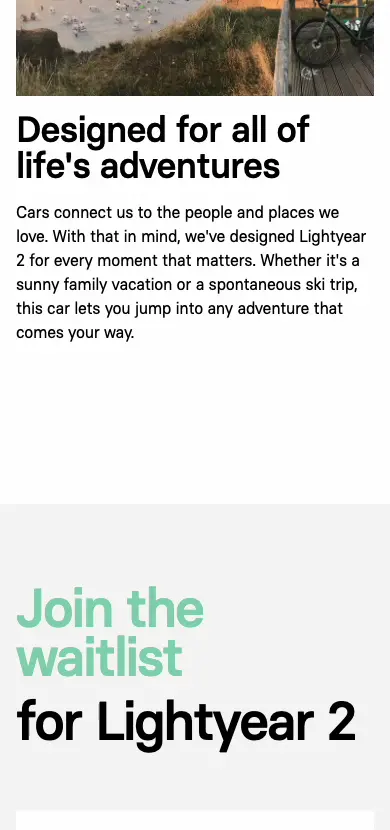 Designed for all of
life's adventures
Cars connect us to the people and places we
love. With that in mind, we've designed Lightyear
2 for every moment that matters. Whether it's a
sunny family vacation or a spontaneous ski trip,
this car lets you jump into any adventure that
comes your way.
Join the
waitlist
for Lightyear 2